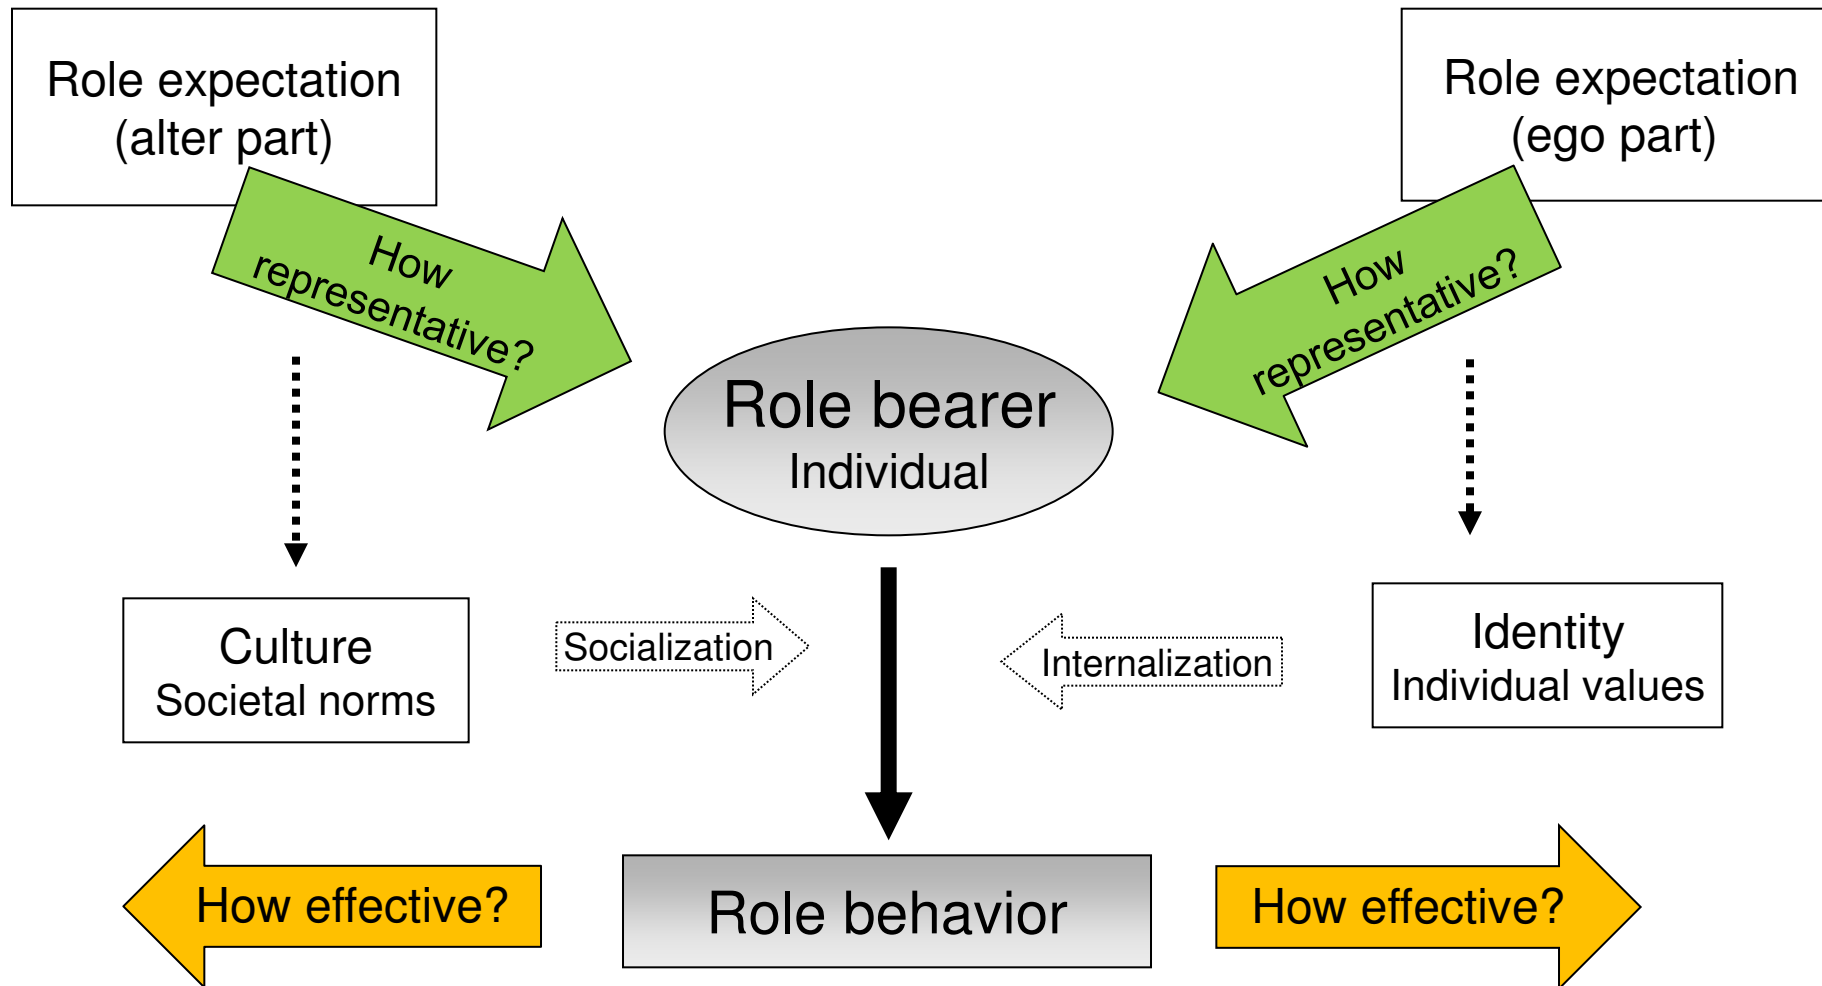 Role expectation
(alter part)
Role expectation
(ego part)
How
representative?
How
representative?
Role bearer
Individual
Culture
Societal norms
Socialization
Internalization
Identity
Individual values
How effective?
Role behavior
How effective?